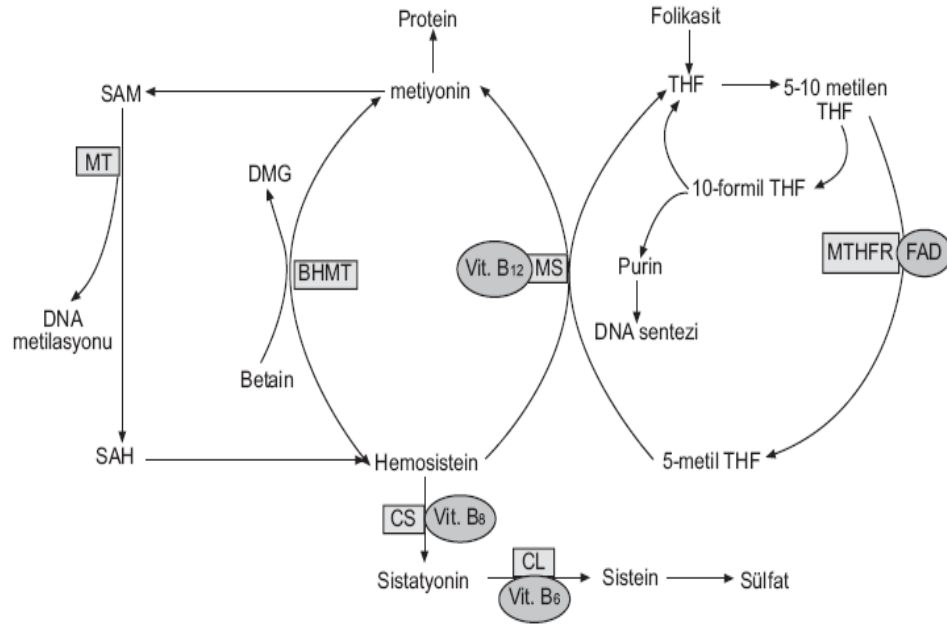 Protein
Folikasit
SAM
metiyonin
THF
5-10 metilen
THF
MT
DMG
10-formil THF
BHMT
Vit. B12
MS
Purin
MTHFR
FAD
DNA
metilasyonu
DNA sentezi
Betain
SAH
Hemosistein
5-metil THF
CS
Vit. B8
CL
Sistatyonin
Vit. B6
Sistein
Sülfat